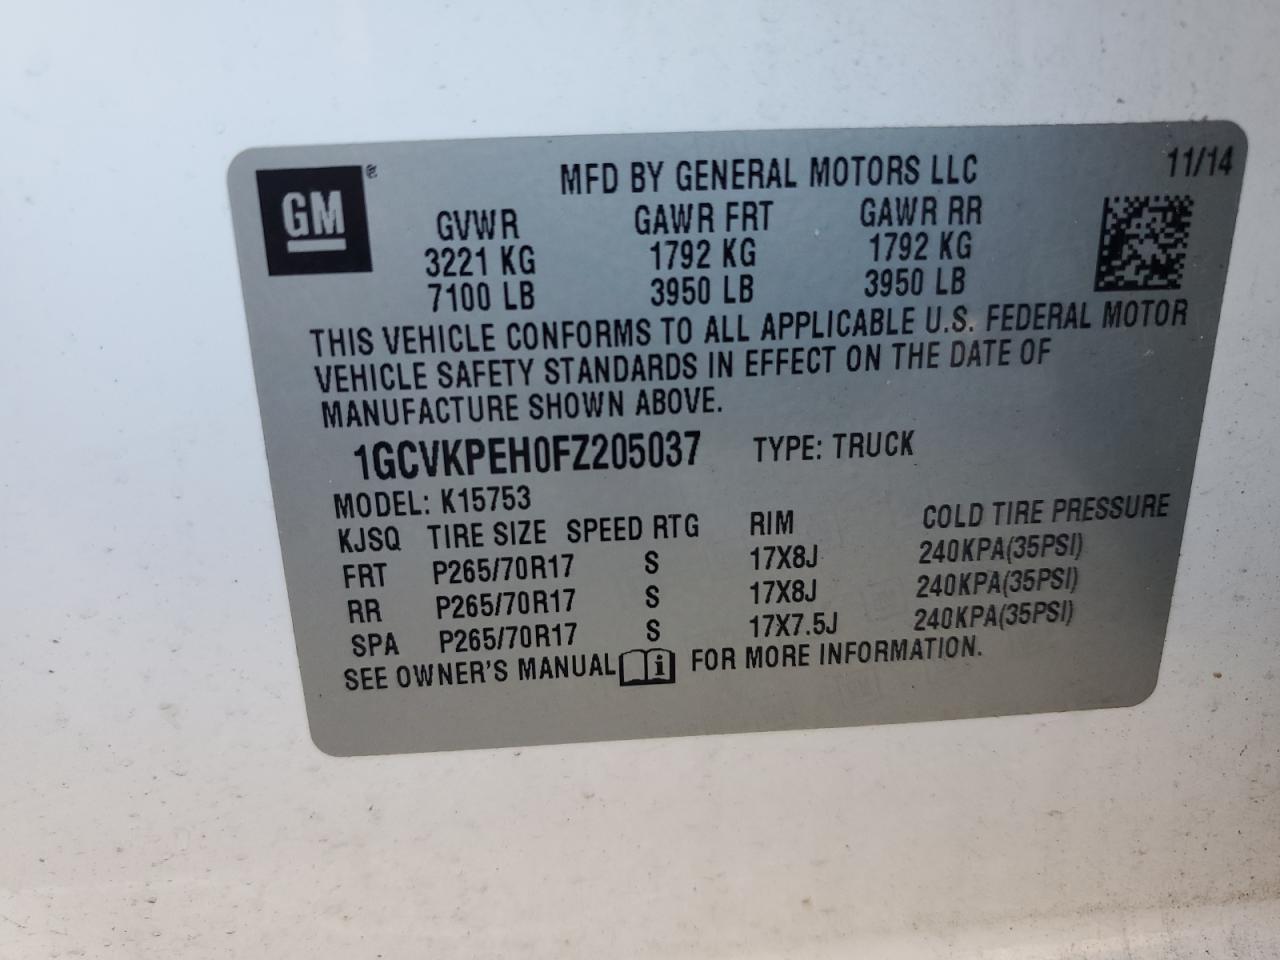 GM
MFD BY GENERAL MOTORS LLC 11/14
GVWR GAWR FRT GAWR RR
3221 KG 1792 KG 1792 KG
7100 LB 3950 LB 3950 LB
THIS VEHICLE CONFORMS TO ALL APPLICABLE U.S. FEDERAL MOTOR
VEHICLE SAFETY STANDARDS IN EFFECT ON THE DATE OF
MANUFACTURE SHOWN ABOVE.
1GCVKPEH0FZ205037 TYPE: TRUCK
MODEL: K15753
KJSQ TIRE SIZE SPEED RTG RIM COLD TIRE PRESSURE
FRT P265/70R17 S 17X8J 240KPA(35PSI)
RR P265/70R17 S 17X8J 240KPA(35PSI)
SPA P265/70R17 S 17X7.5J 240KPA(35PSI)
SEE OWNER'S MANUAL i FOR MORE INFORMATION.